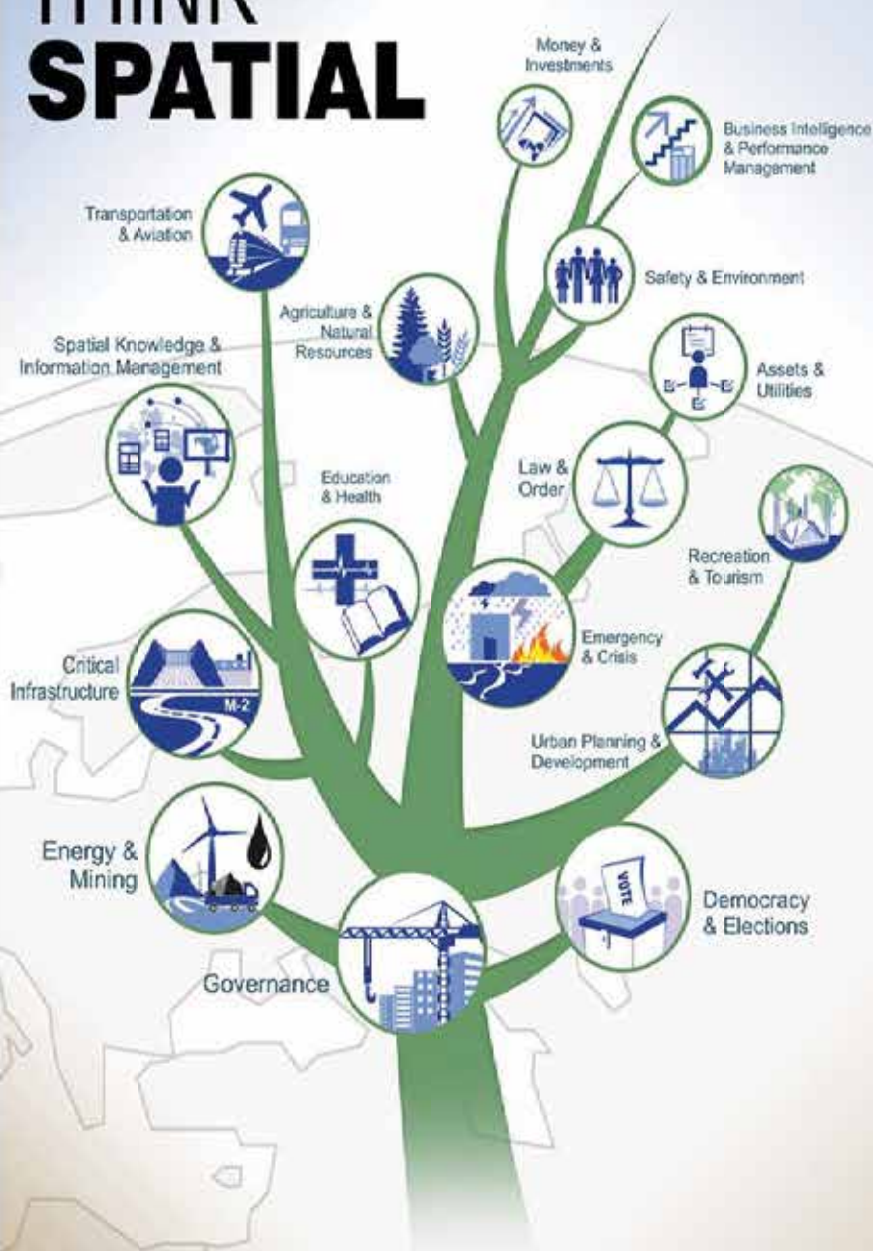 THINK
SPATIAL
Money &
Investments
Business Intelligence
& Performance
Management
Transportation
& Aviation
Safety & Environment
Agriculture &
Natural
Resources
Spatial Knowledge &
Information Management
Assets &
Utilities
Law &
Order
Education
& Health
Recreation
& Tourism
Emergency
& Crisis
Critical
Infrastructure
M-2
Urban Planning &
Development
Energy &
Mining
VOTE
Democracy
& Elections
Governance